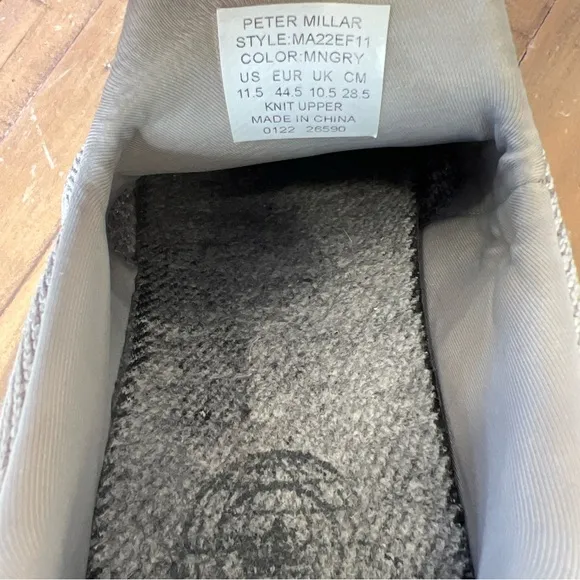 PETER MILLAR
STYLE:MA22EF11
COLOR:MNGRY
US EUR UK CM
11.5 44.5 10.5 28.5
KNIT UPPER
MADE IN CHINA
0122 26590